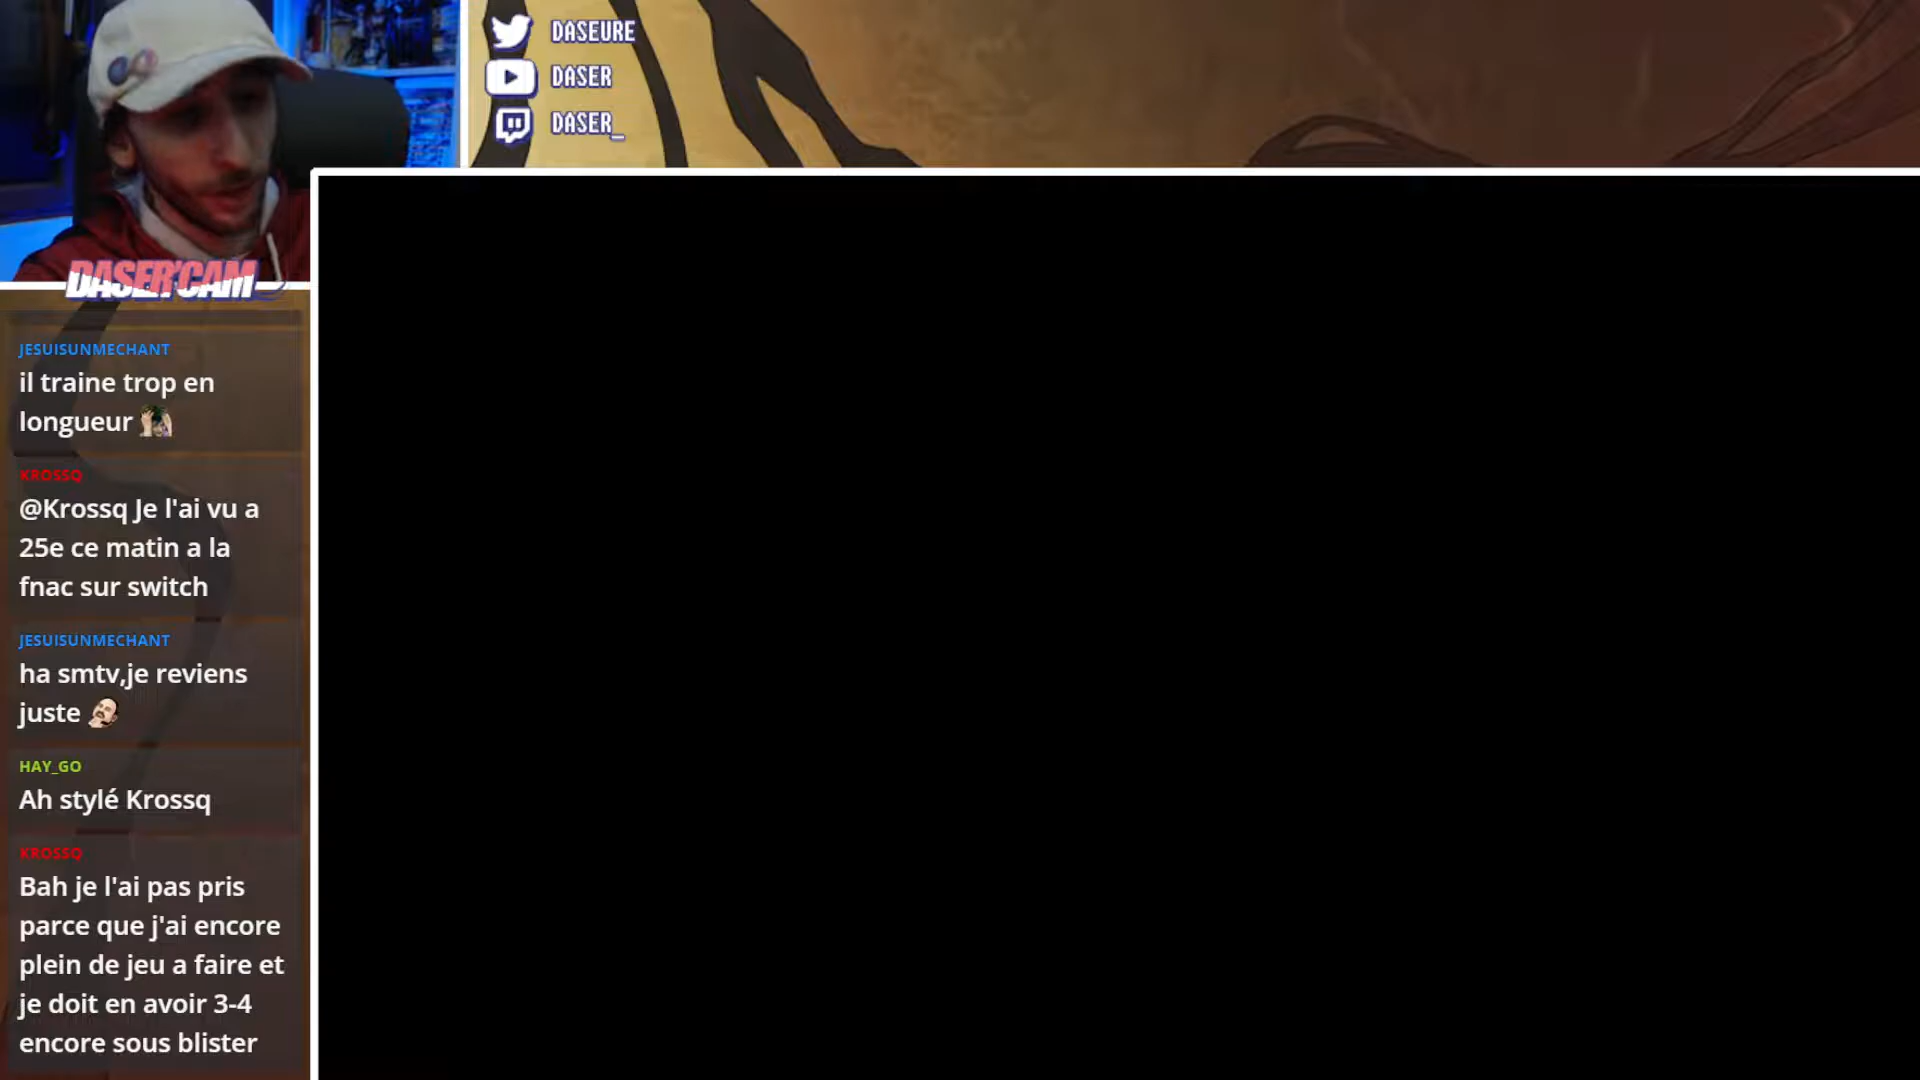 DASEURE
DASER
DASER_
DASER'CAM
JESUISUNMECHANT
il traine trop en
longueur
KROSSQ
@Krossq Je l'ai vu a
25e ce matin a la
fnac sur switch
JESUISUNMECHANT
ha smtv,je reviens
juste
HAY_GO
Ah stylé Krossq
KROSSQ
Bah je l'ai pas pris
parce que j'ai encore
plein de jeu a faire et
je doit en avoir 3-4
encore sous blister